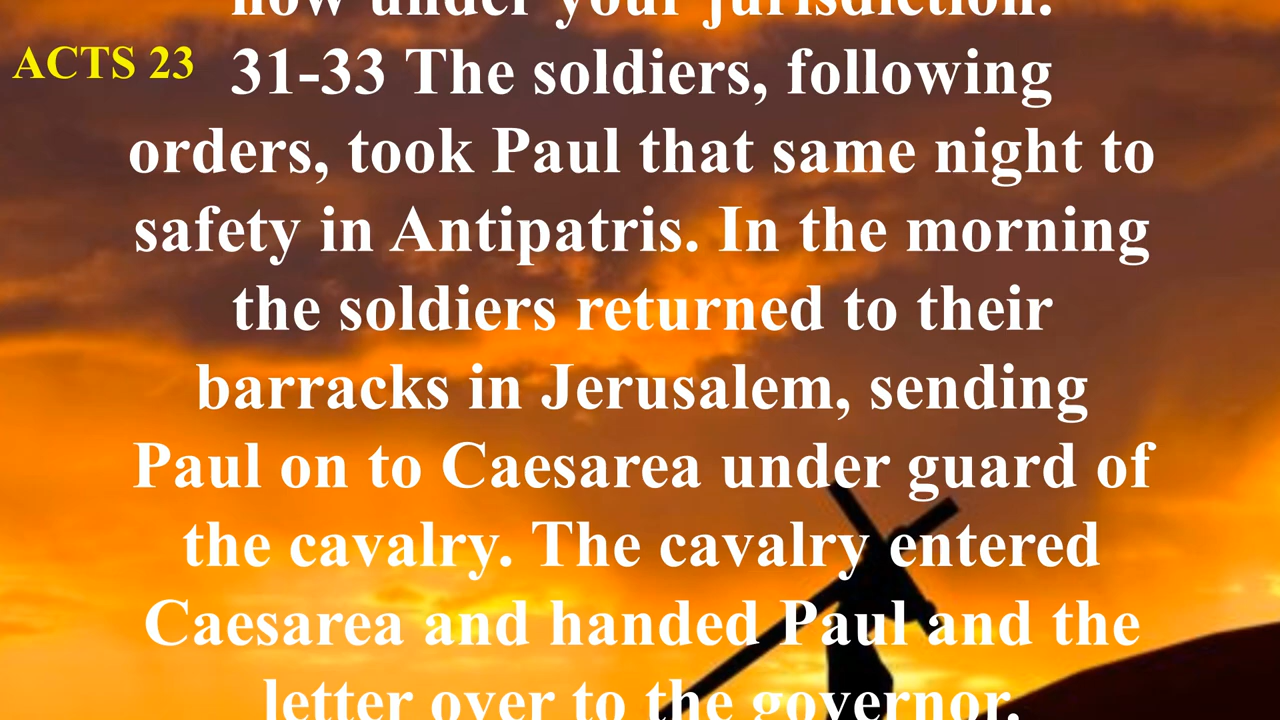 now under your jurisdiction.
ACTS 23
31-33 The soldiers, following
orders, took Paul that same night to
safety in Antipatris. In the morning
the soldiers returned to their
barracks in Jerusalem, sending
Paul on to Caesarea under guard of
the cavalry. The cavalry entered
Caesarea and handed Paul and the
letter over to the governor.